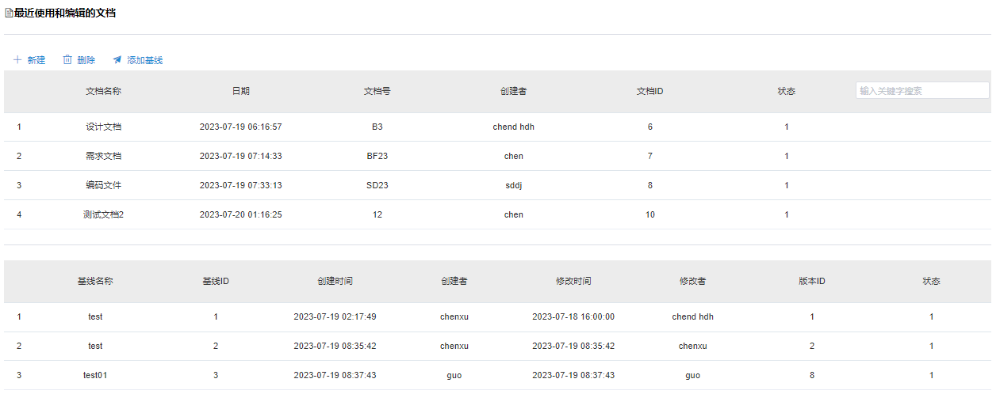 最近使用和编辑的文档
新建 删除 添加基线
文档名称 日期 文档号 创建者 文档ID 状态 输入关键字搜索
1 设计文档 2023-07-19 06:16:57 B3 chend hdh 6 1
2 需求文档 2023-07-19 07:14:33 BF23 chen 7 1
3 编码文件 2023-07-19 07:33:13 SD23 sddj 8 1
4 测试文档2 2023-07-20 01:16:25 12 chen 10 1
基线名称 基线ID 创建时间 创建者 修改时间 修改者 版本ID 状态
1 test 1 2023-07-19 02:17:49 chenxu 2023-07-18 16:00:00 chend hdh 1 1
2 test 2 2023-07-19 08:35:42 chenxu 2023-07-19 08:35:42 chenxu 2 1
3 test01 3 2023-07-19 08:37:43 guo 2023-07-19 08:37:43 guo 8 1